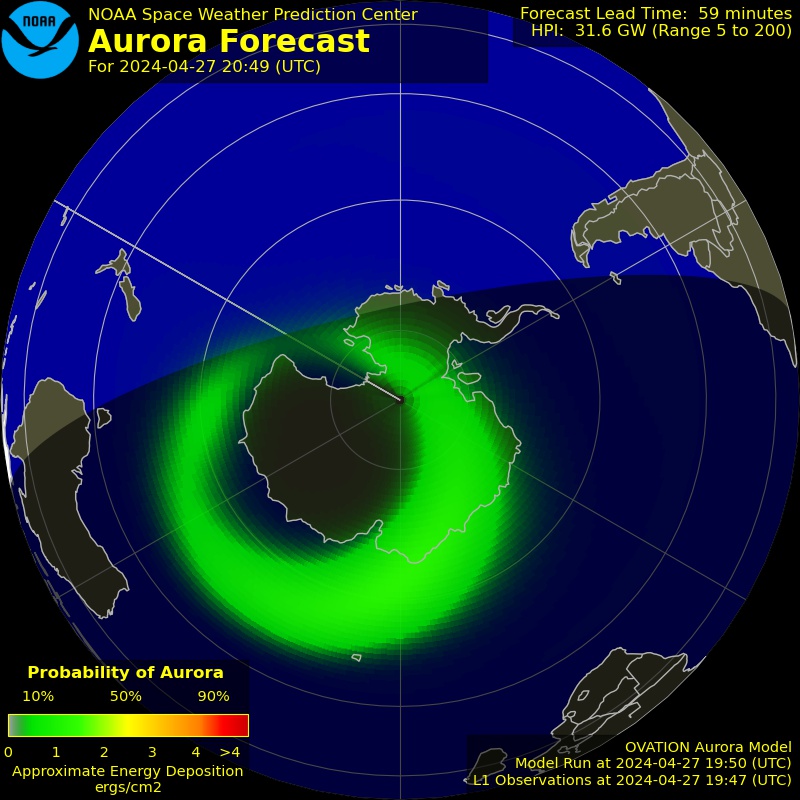 NOAA
NOAA Space Weather Prediction Center
Aurora Forecast
For 2024-04-27 20:49 (UTC)
Forecast Lead Time: 59 minutes
HPI: 31.6 GW (Range 5 to 200)
Probability of Aurora
10% 50% 90%
0 1 2 3 4 >4
Approximate Energy Deposition
ergs/cm2
OVATION Aurora Model
Model Run at 2024-04-27 19:50 (UTC)
L1 Observations at 2024-04-27 19:47 (UTC)